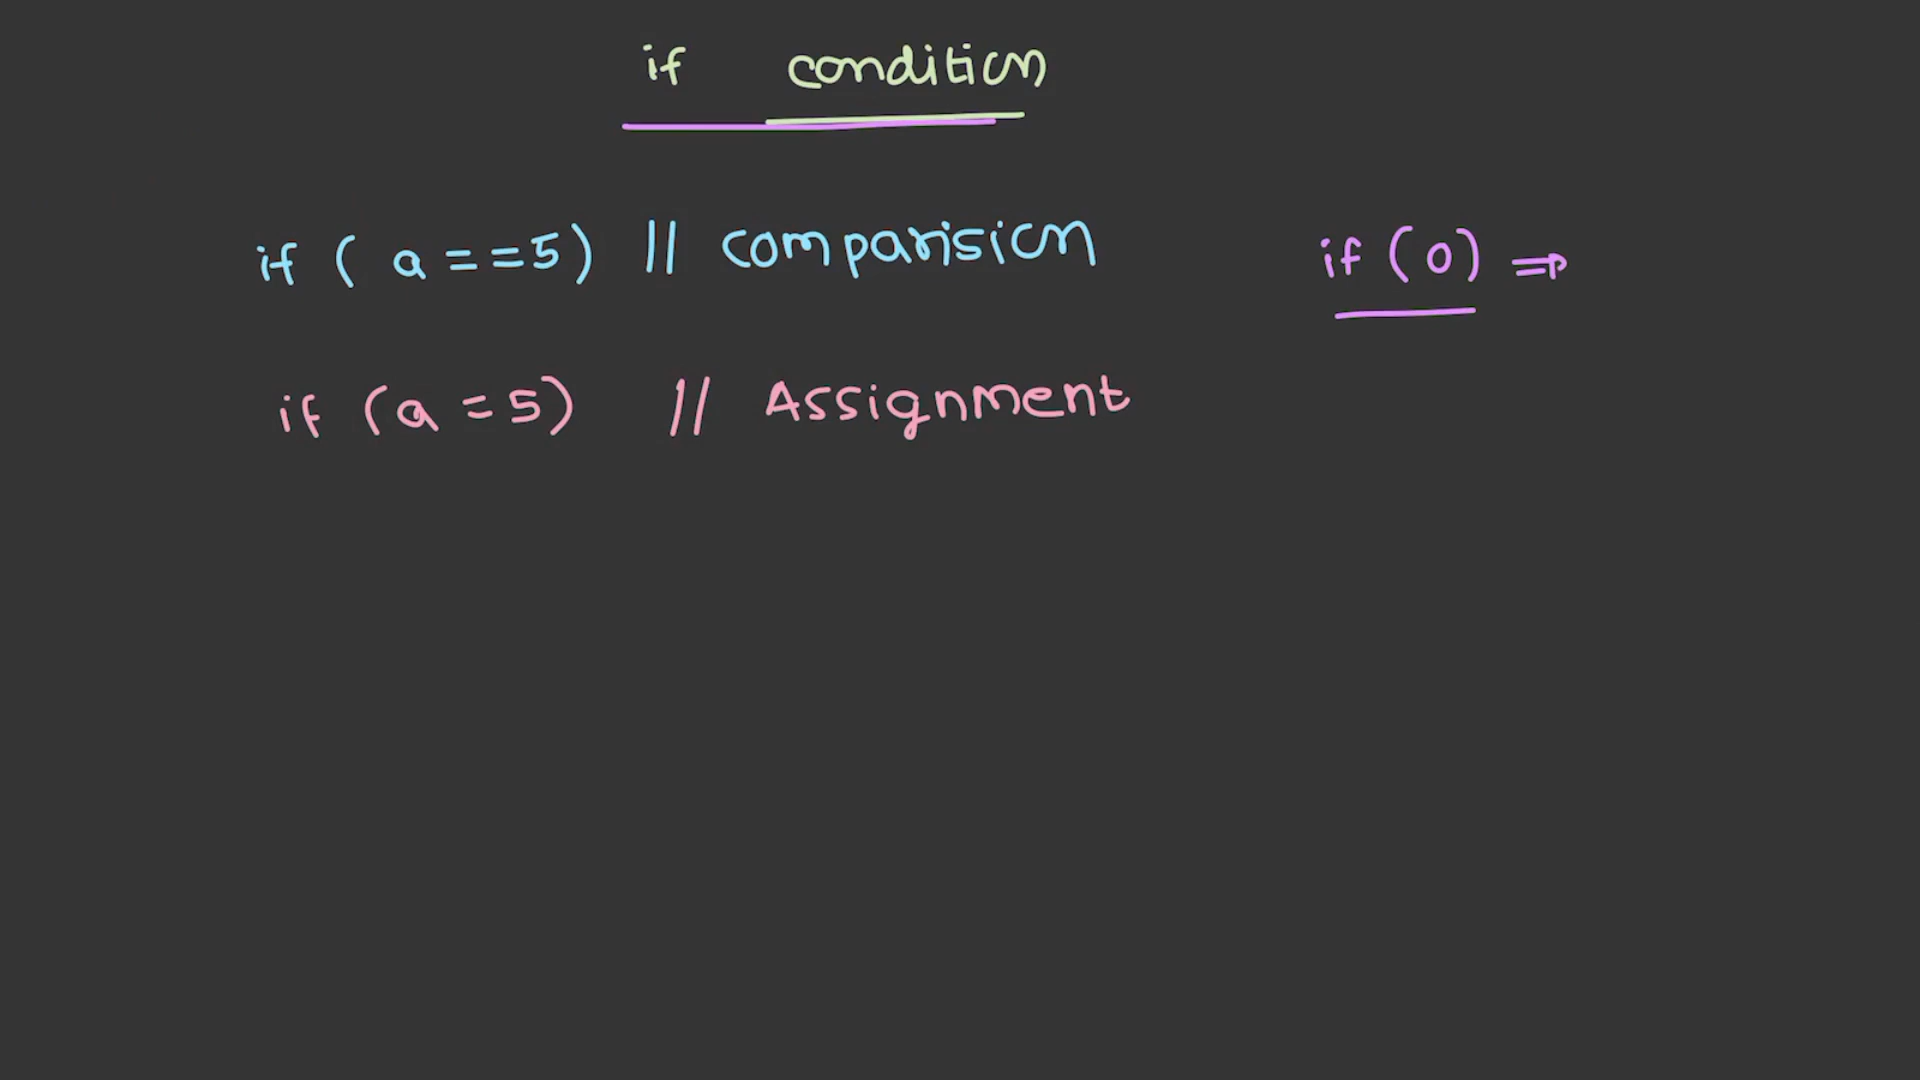 if condition
if ( a = = 5 ) // comparision
if ( 0 ) ⇒
if ( a = 5 ) // Assignment